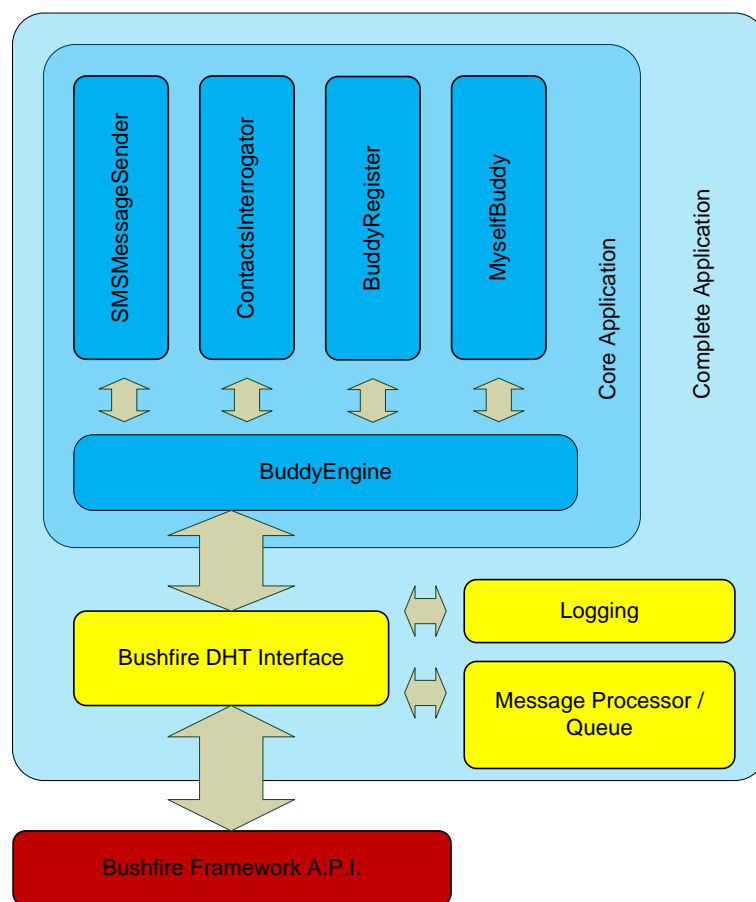 SMSMessageSender
ContactsInterrogator
BuddyRegister
MyselfBuddy
Core Application
Complete Application
BuddyEngine
Bushfire DHT Interface
Logging
Message Processor /
Queue
Bushfire Framework A.P.I.